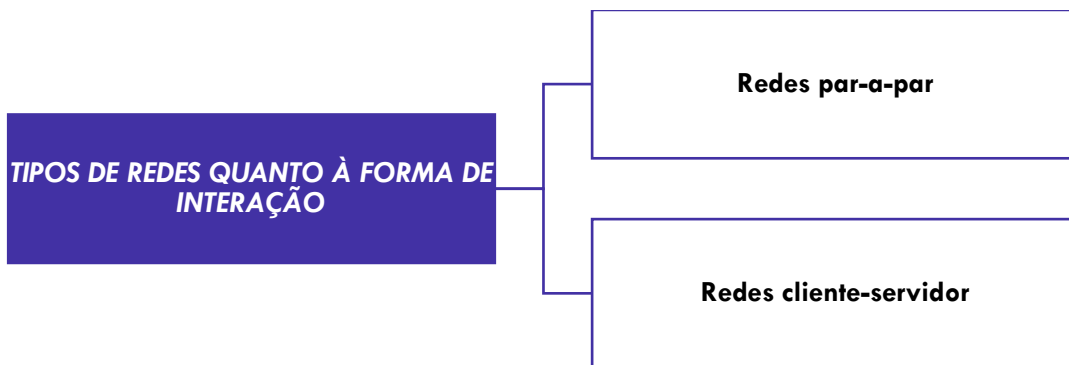 TIPOS DE REDES QUANTO À FORMA DE
INTERAÇÃO
Redes par-a-par
Redes cliente-servidor